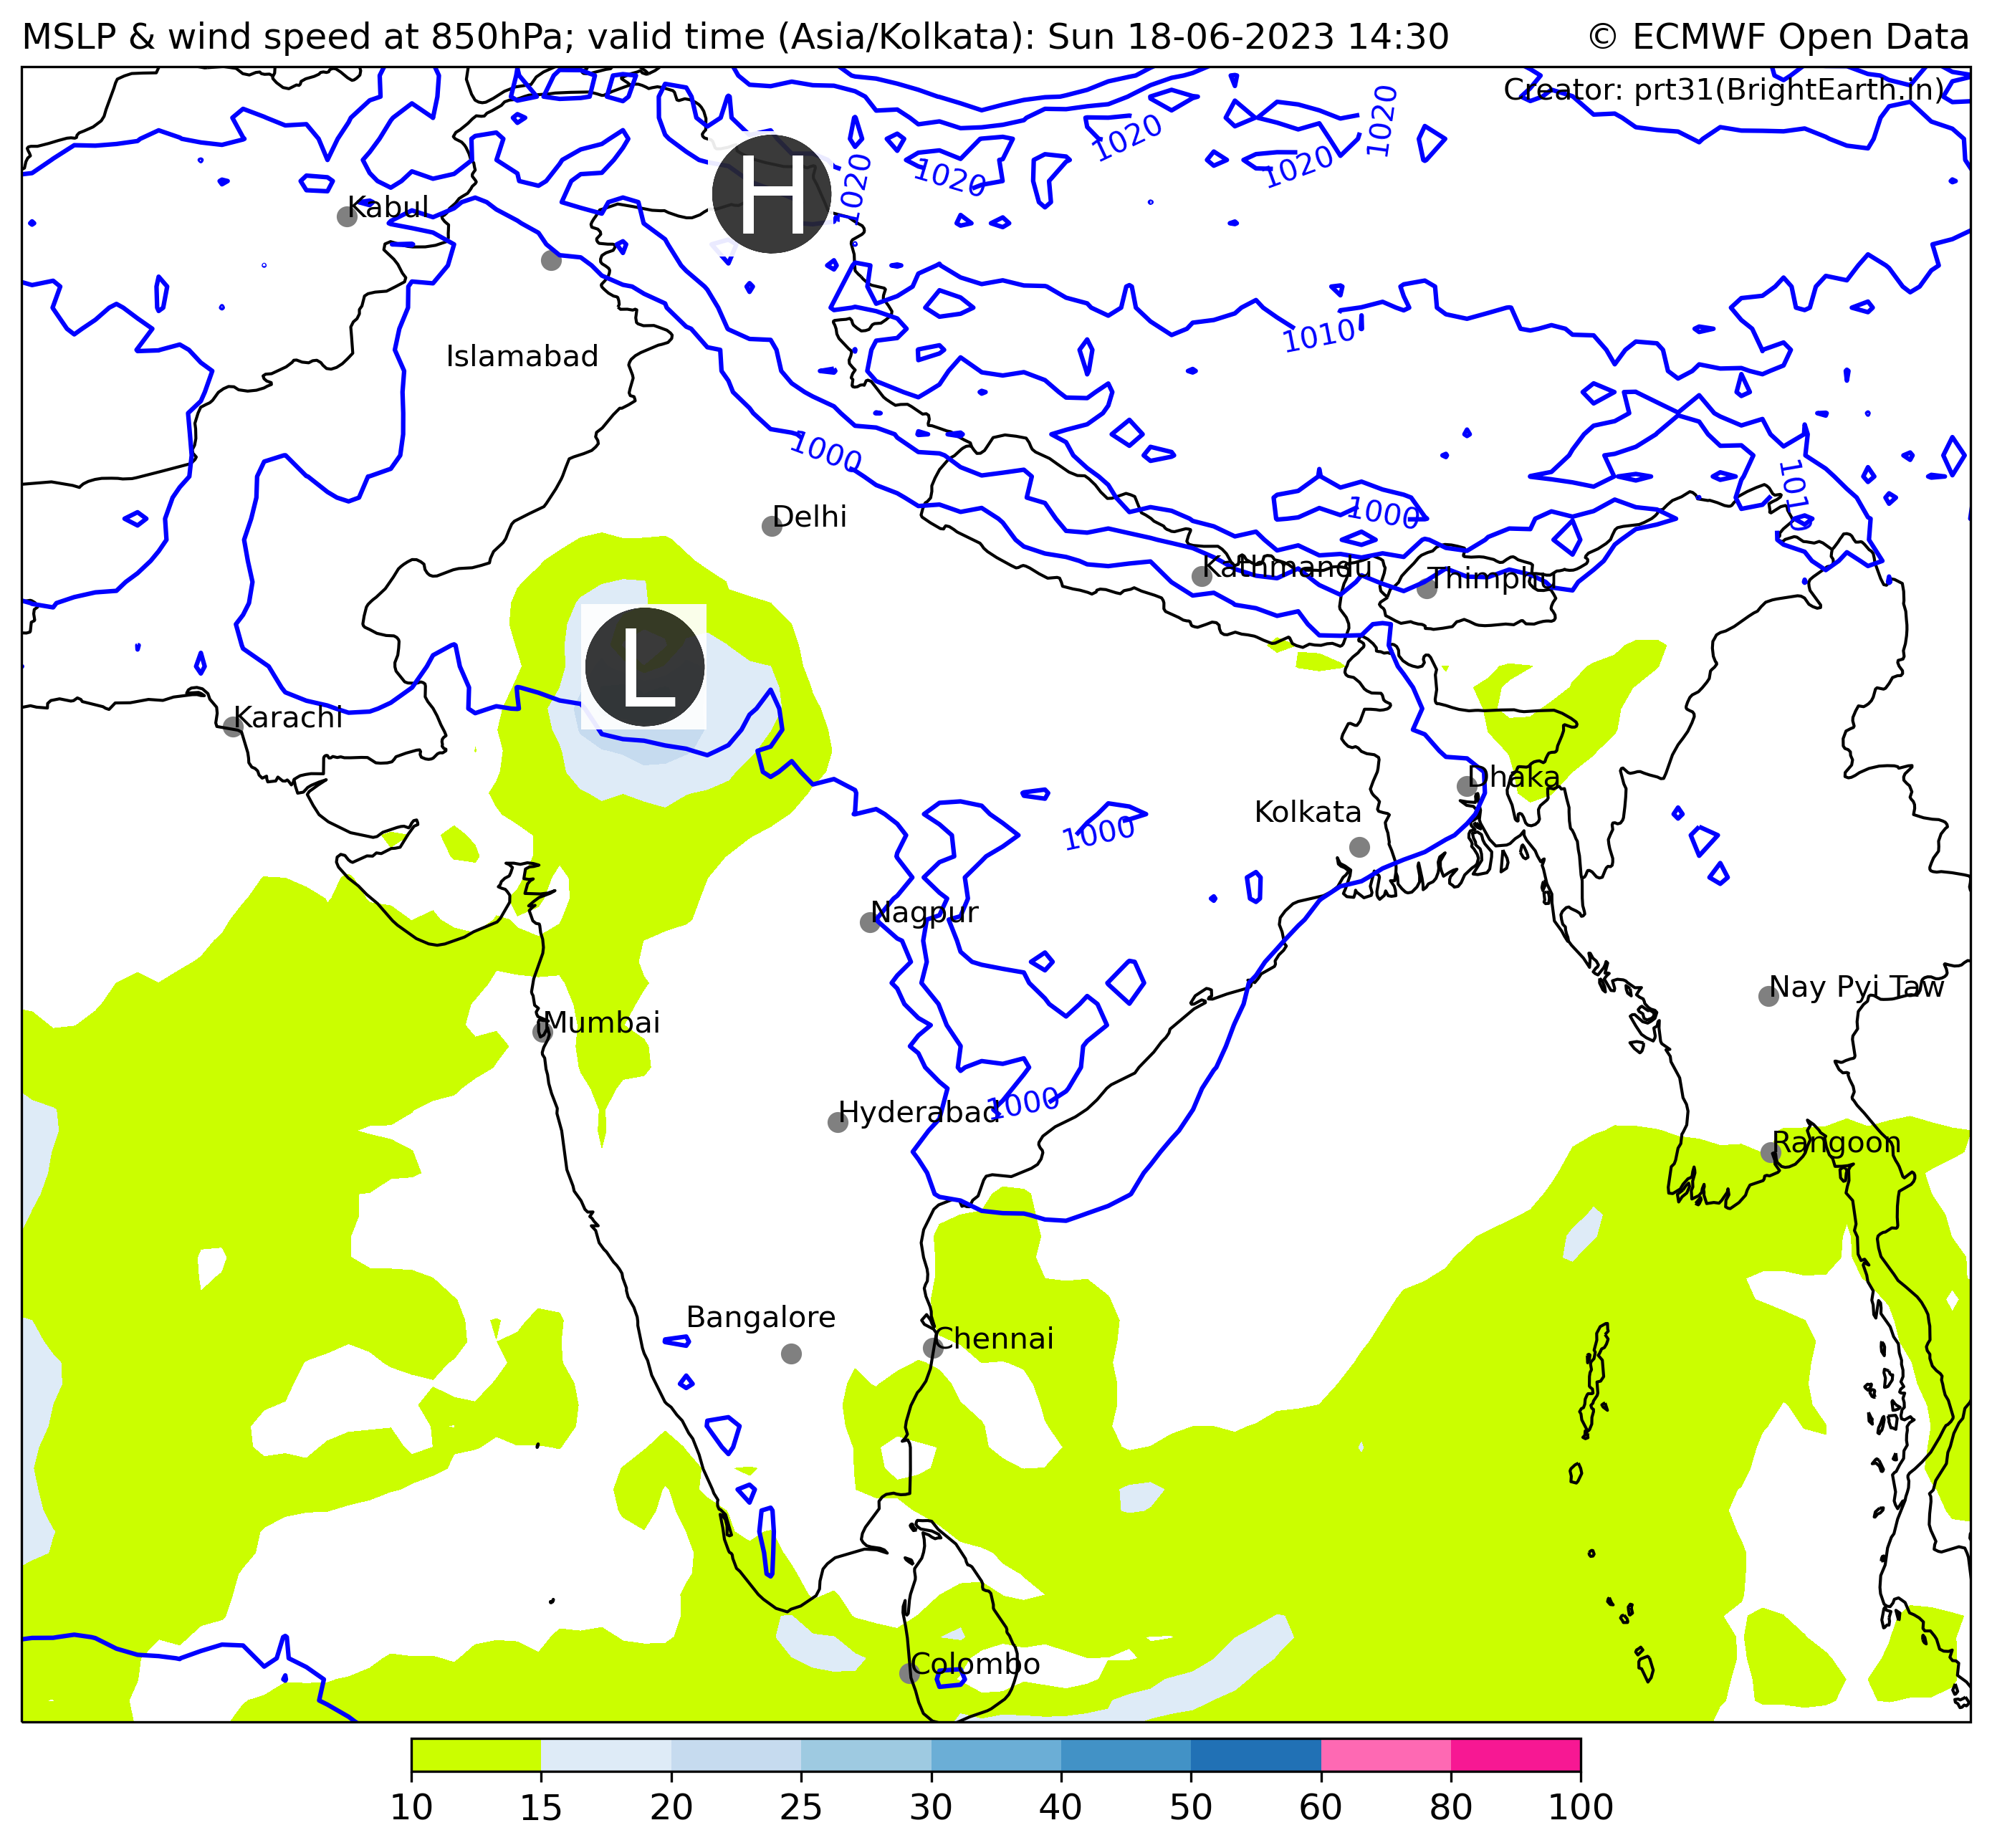 MSLP & wind speed at 850hPa; valid time (Asia/Kolkata): Sun 18-06-2023 14:30
© ECMWF Open Data
Creator: prt31(BrightEarth.in)
1020
1020
1020
1020
1020
H
Kabul
1010
Islamabad
1000
1010
1000
Delhi
Kathmandu
Thimphu
L
Karachi
Dhaka
Kolkata
1000
Nagpur
Nay Pyi Taw
Mumbai
1000
Hyderabad
Rangoon
Bangalore
Chennai
Colombo
10 15 20 25 30 40 50 60 80 100